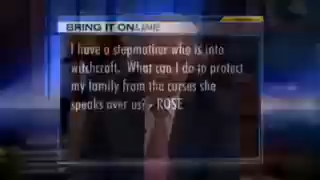 BRING IT ON LIVE
I have a stepmother who is into
witchcraft. What can I do to protect
my family from the curses she
speaks over us? - ROSE